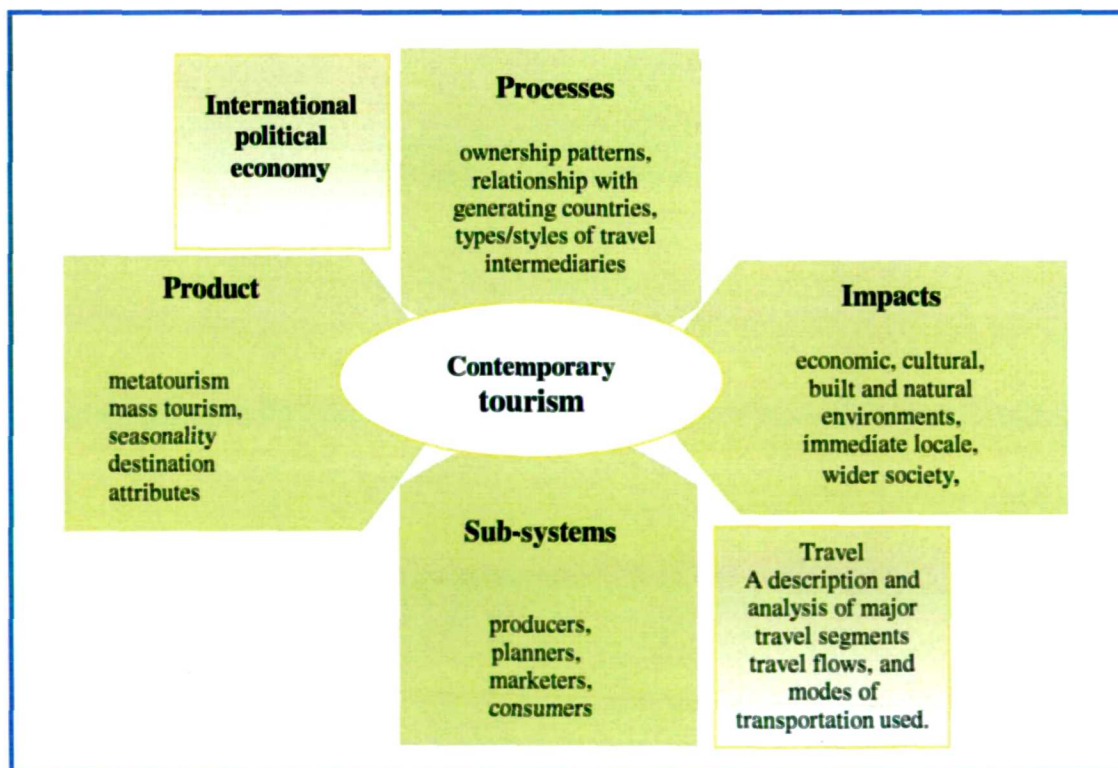 International
political
economy
Processes
ownership patterns,
relationship with
generating countries,
types/styles of travel
intermediaries
Product
metatourism
mass tourism,
seasonality
destination
attributes
Contemporary
tourism
Impacts
economic, cultural,
built and natural
environments,
immediate locale,
wider society,
Sub-systems
producers,
planners,
marketers,
consumers
Travel
A description and
analysis of major
travel segments
travel flows, and
modes of
transportation used.